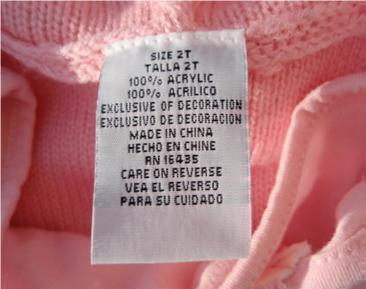 SIZE 2T
TALLA 2T
100% ACRYLIC
100% ACRILICO
EXCLUSIVE OF DECORATION
EXCLUSIVO DE DECORACION
MADE IN CHINA
HECHO EN CHINE
RN 16435
CARE ON REVERSE
VEA EL REVERSO
PARA SU CUIDADO